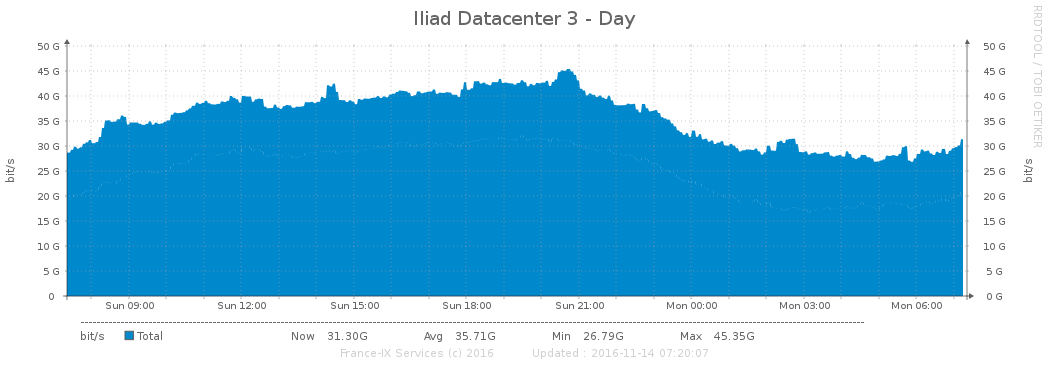 Iliad Datacenter 3 - Day
RRDTOOL / TOBI OETIKER
50 G 50 G
45 G 45 G
40 G 40 G
35 G 35 G
30 G 30 G
25 G 25 G
20 G 20 G
15 G 15 G
10 G 10 G
5 G 5 G
0 0 G
bit/s bit/s
Sun 09:00 Sun 12:00 Sun 15:00 Sun 18:00 Sun 21:00 Mon 00:00 Mon 03:00 Mon 06:00
bit/s Total Now 31.30G Avg 35.71G Min 26.79G Max 45.35G
France-IX Services (c) 2016 Updated : 2016-11-14 07:20:07